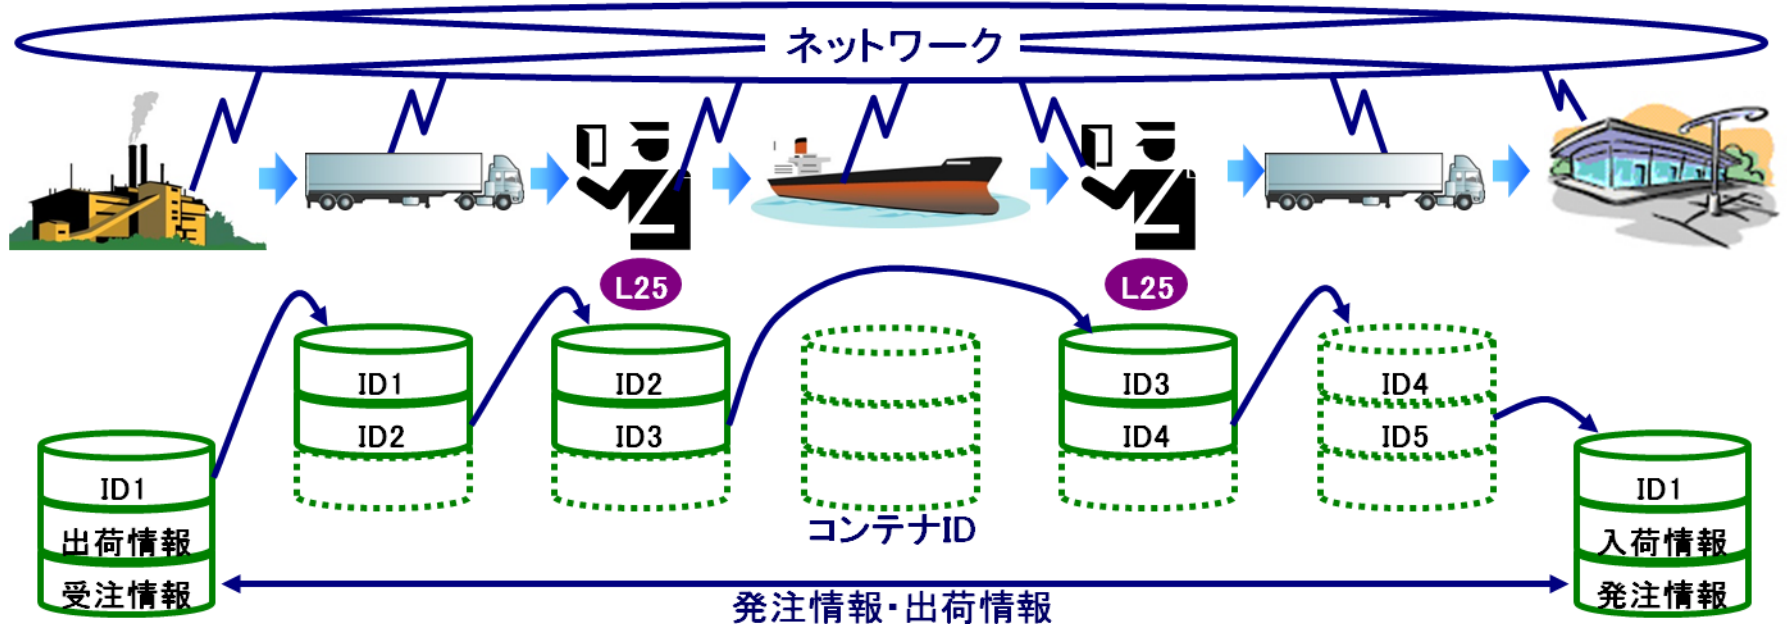 ネットワーク
L25
L25
ID1
ID2
ID2
ID3
ID3
ID4
ID4
ID5
コンテナID
ID1
出荷情報
受注情報
ID1
入荷情報
発注情報
発注情報・出荷情報